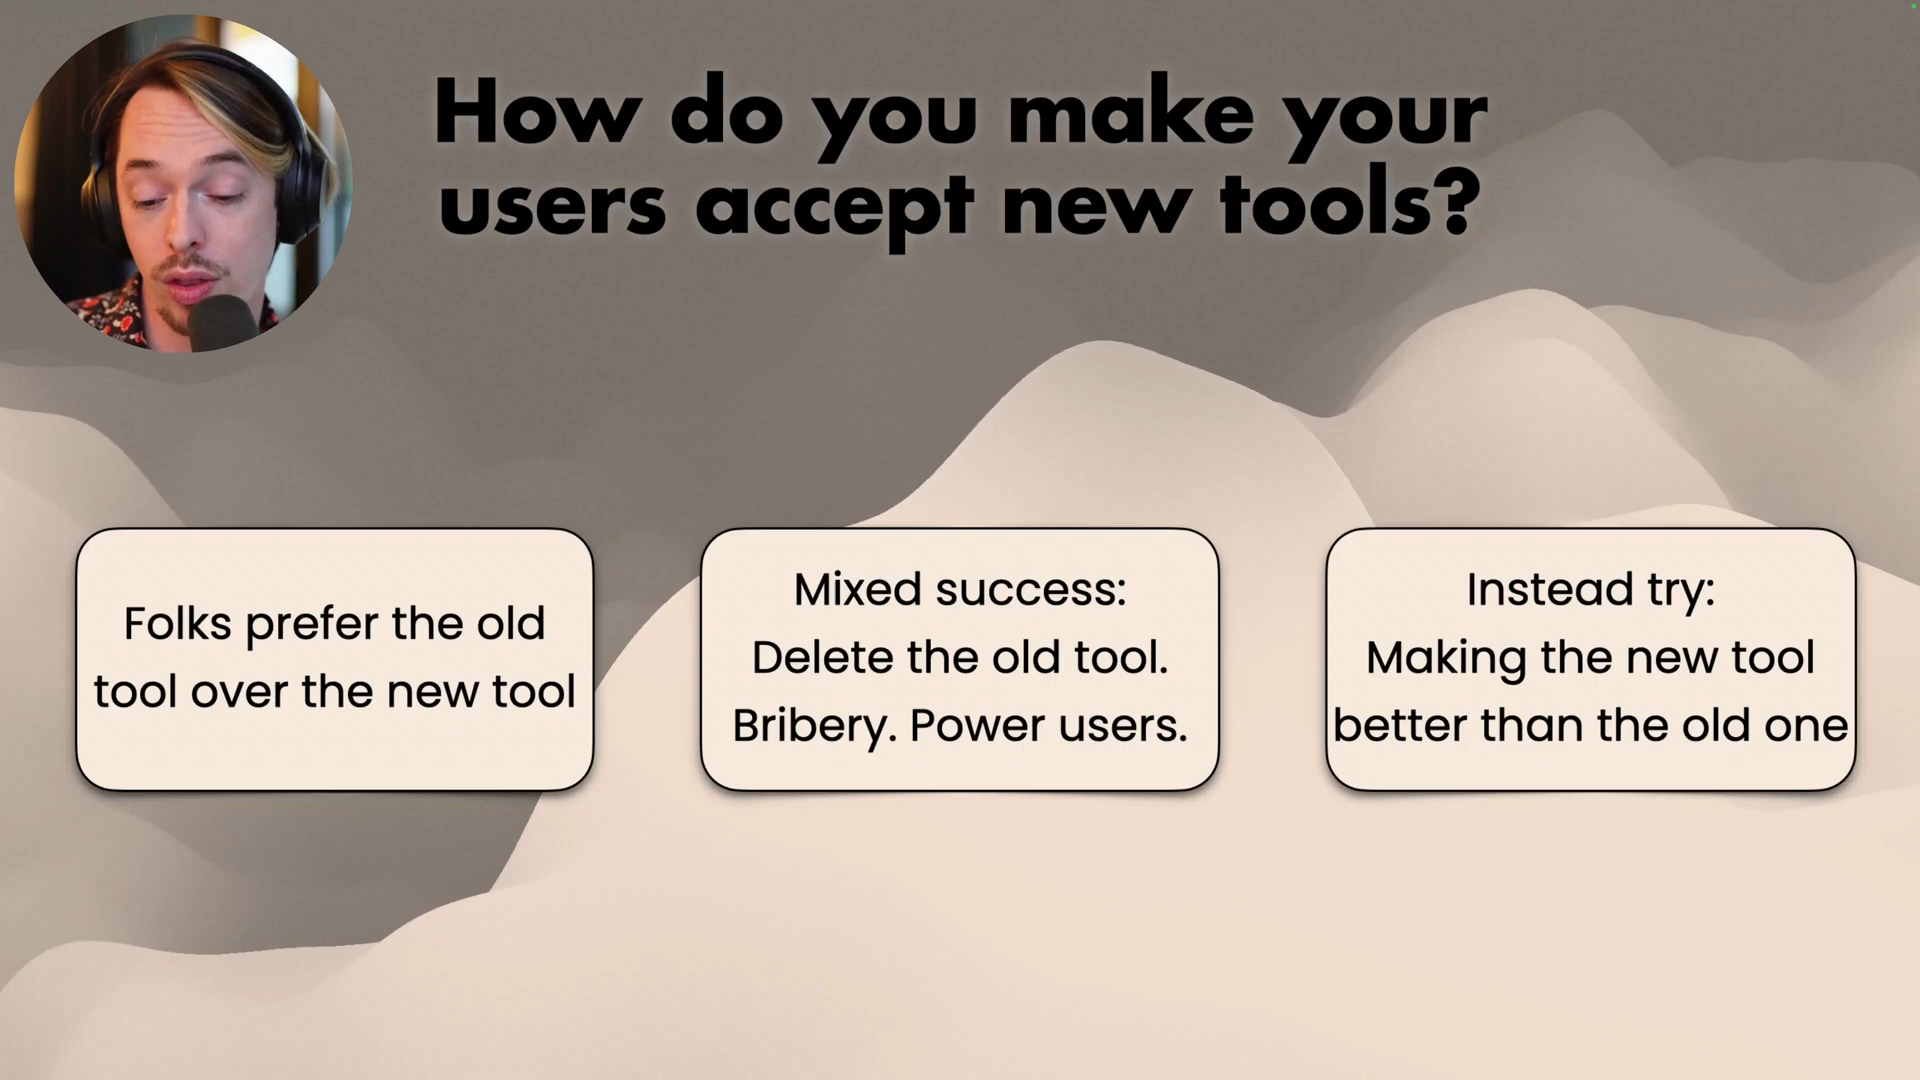 How do you make your
users accept new tools?
Folks prefer the old
tool over the new tool
Mixed success:
Delete the old tool.
Bribery. Power users.
Instead try:
Making the new tool
better than the old one